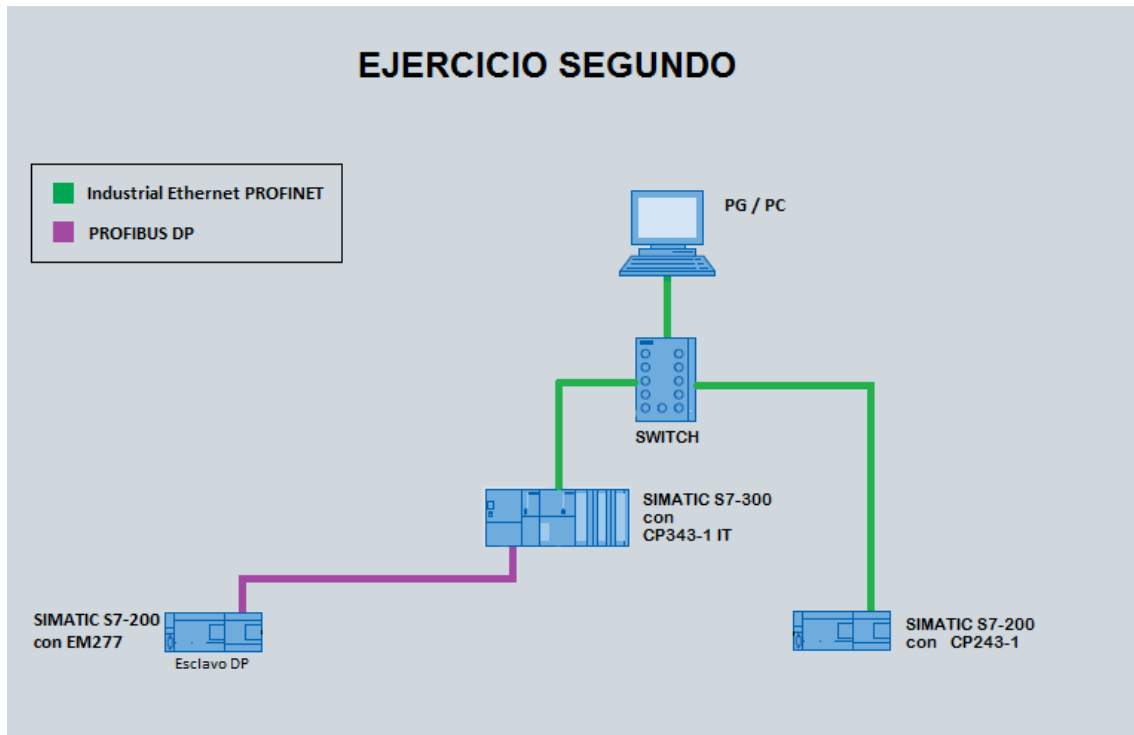 EJERCICIO SEGUNDO
Industrial Ethernet PROFINET
PROFIBUS DP
PG / PC
SWITCH
SIMATIC S7-300
con
CP343-1 IT
SIMATIC S7-200
con EM277
Esclavo DP
SIMATIC S7-200
con CP243-1